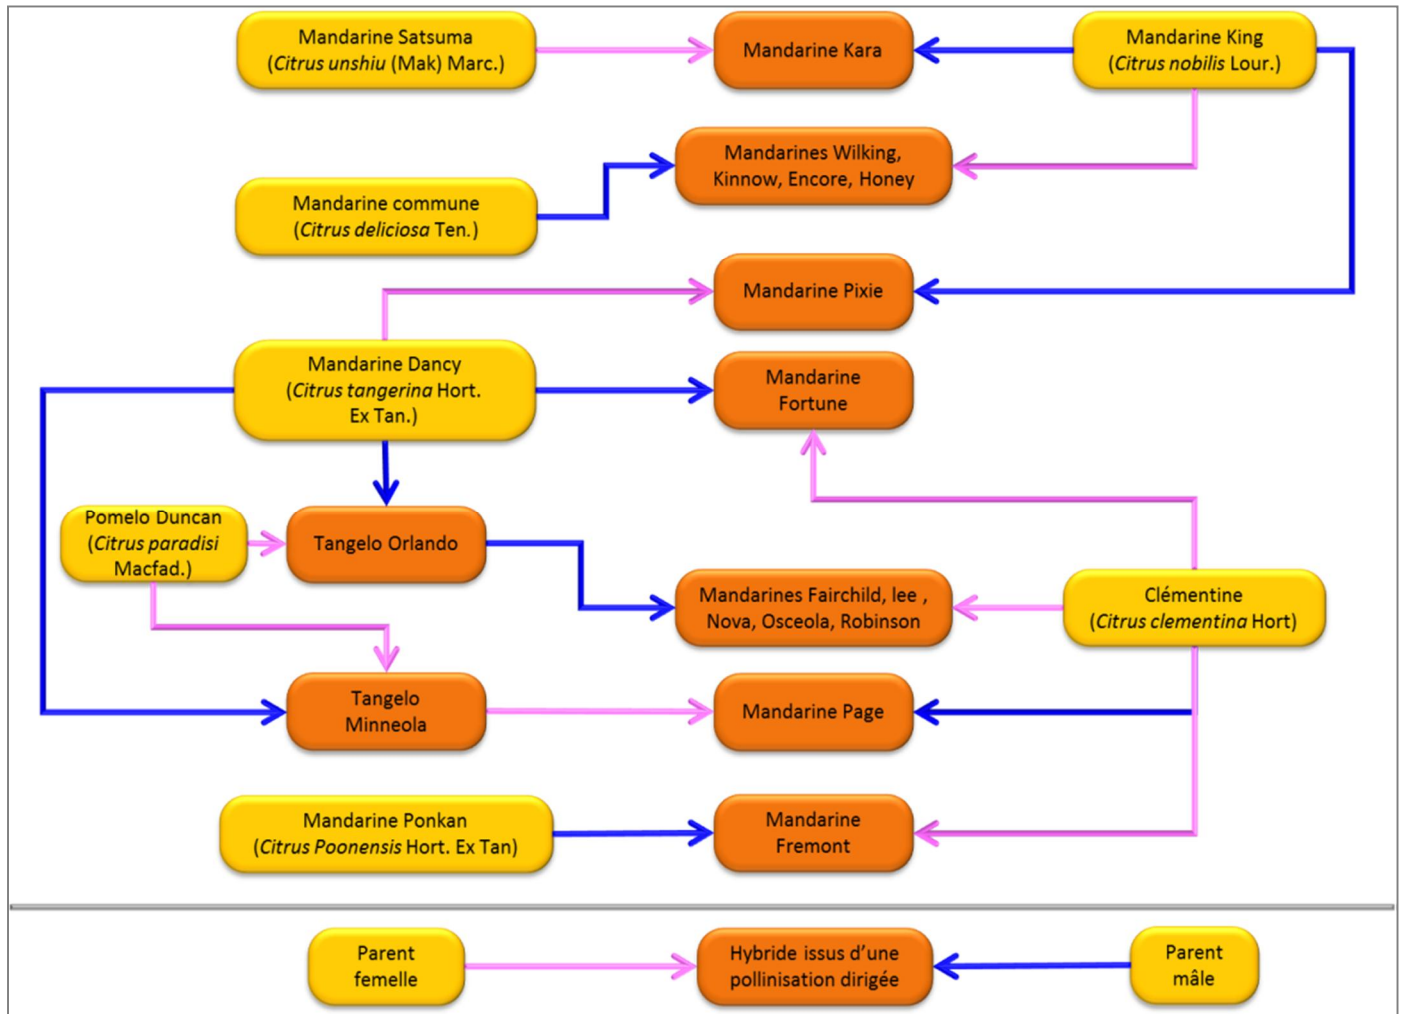 Mandarine Satsuma
(Citrus unshiu (Mak) Marc.)
Mandarine Kara
Mandarine King
(Citrus nobilis Lour.)
Mandarines Wilking,
Kinnow, Encore, Honey
Mandarine commune
(Citrus deliciosa Ten.)
Mandarine Pixie
Mandarine Dancy
(Citrus tangerina Hort.
Ex Tan.)
Mandarine
Fortune
Pomelo Duncan
(Citrus paradisi
Macfad.)
Tangelo Orlando
Mandarines Fairchild, lee ,
Nova, Osceola, Robinson
Clémentine
(Citrus clementina Hort)
Tangelo
Minneola
Mandarine Page
Mandarine Ponkan
(Citrus Poonensis Hort. Ex Tan)
Mandarine
Fremont
Parent
femelle
Hybride issus d’une
pollinisation dirigée
Parent
mâle